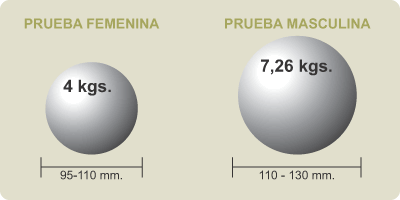 PRUEBA FEMENINA
4 kgs.
95-110 mm.
PRUEBA MASCULINA
7,26 kgs.
110 - 130 mm.